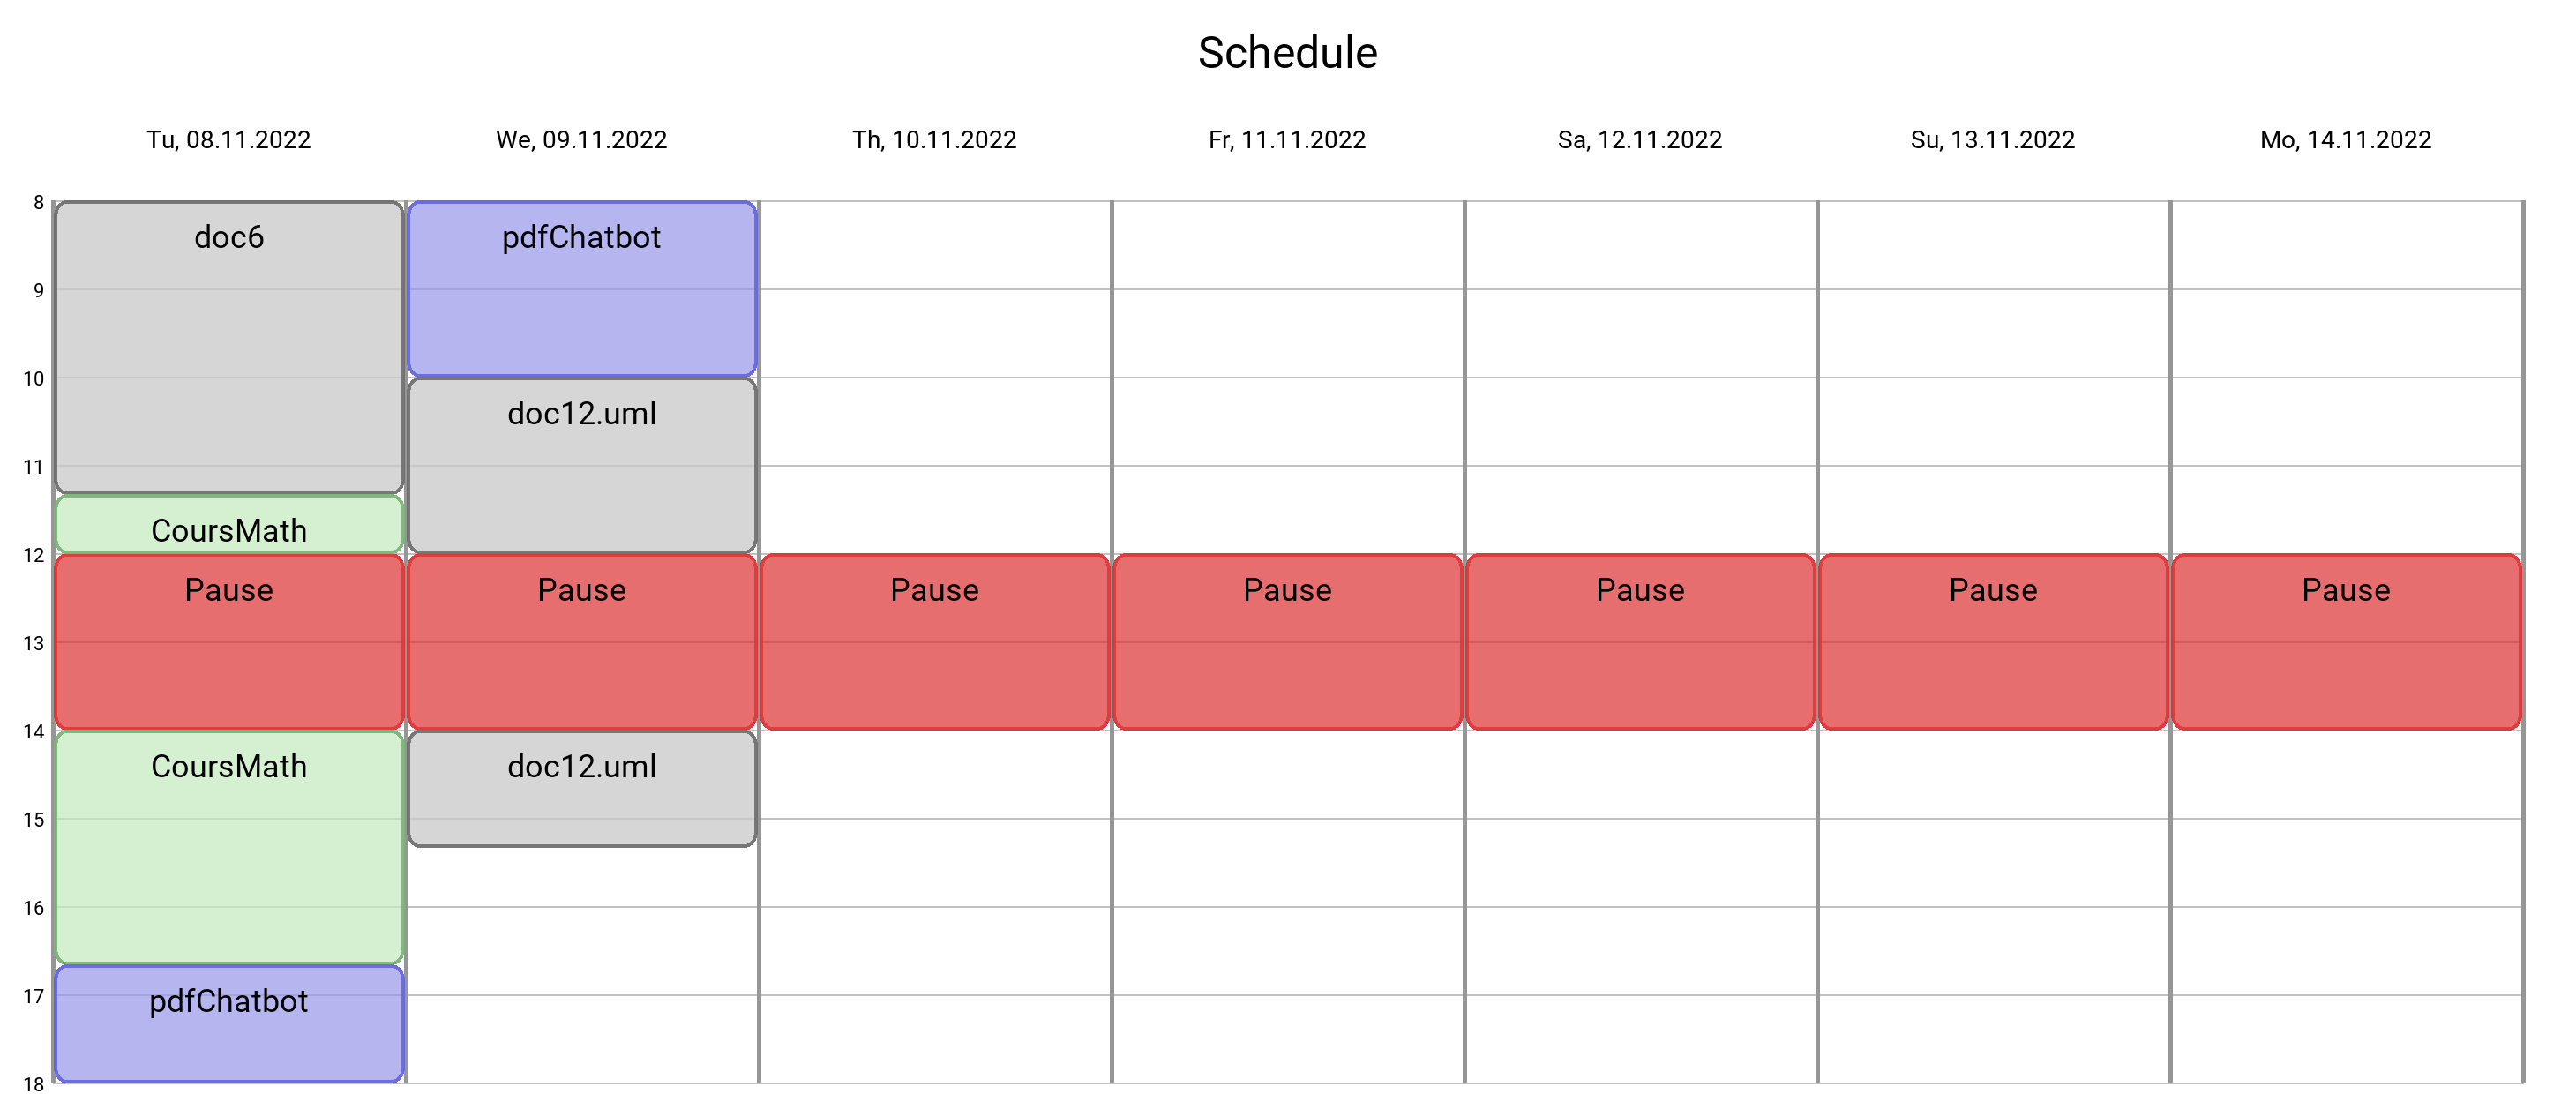 Schedule
Tu, 08.11.2022 We, 09.11.2022 Th, 10.11.2022 Fr, 11.11.2022 Sa, 12.11.2022 Su, 13.11.2022 Mo, 14.11.2022
8
doc6 pdfChatbot
9
10
doc12.uml
11
CoursMath
12
Pause Pause Pause Pause Pause Pause Pause
13
14
CoursMath doc12.uml
15
16
17
pdfChatbot
18